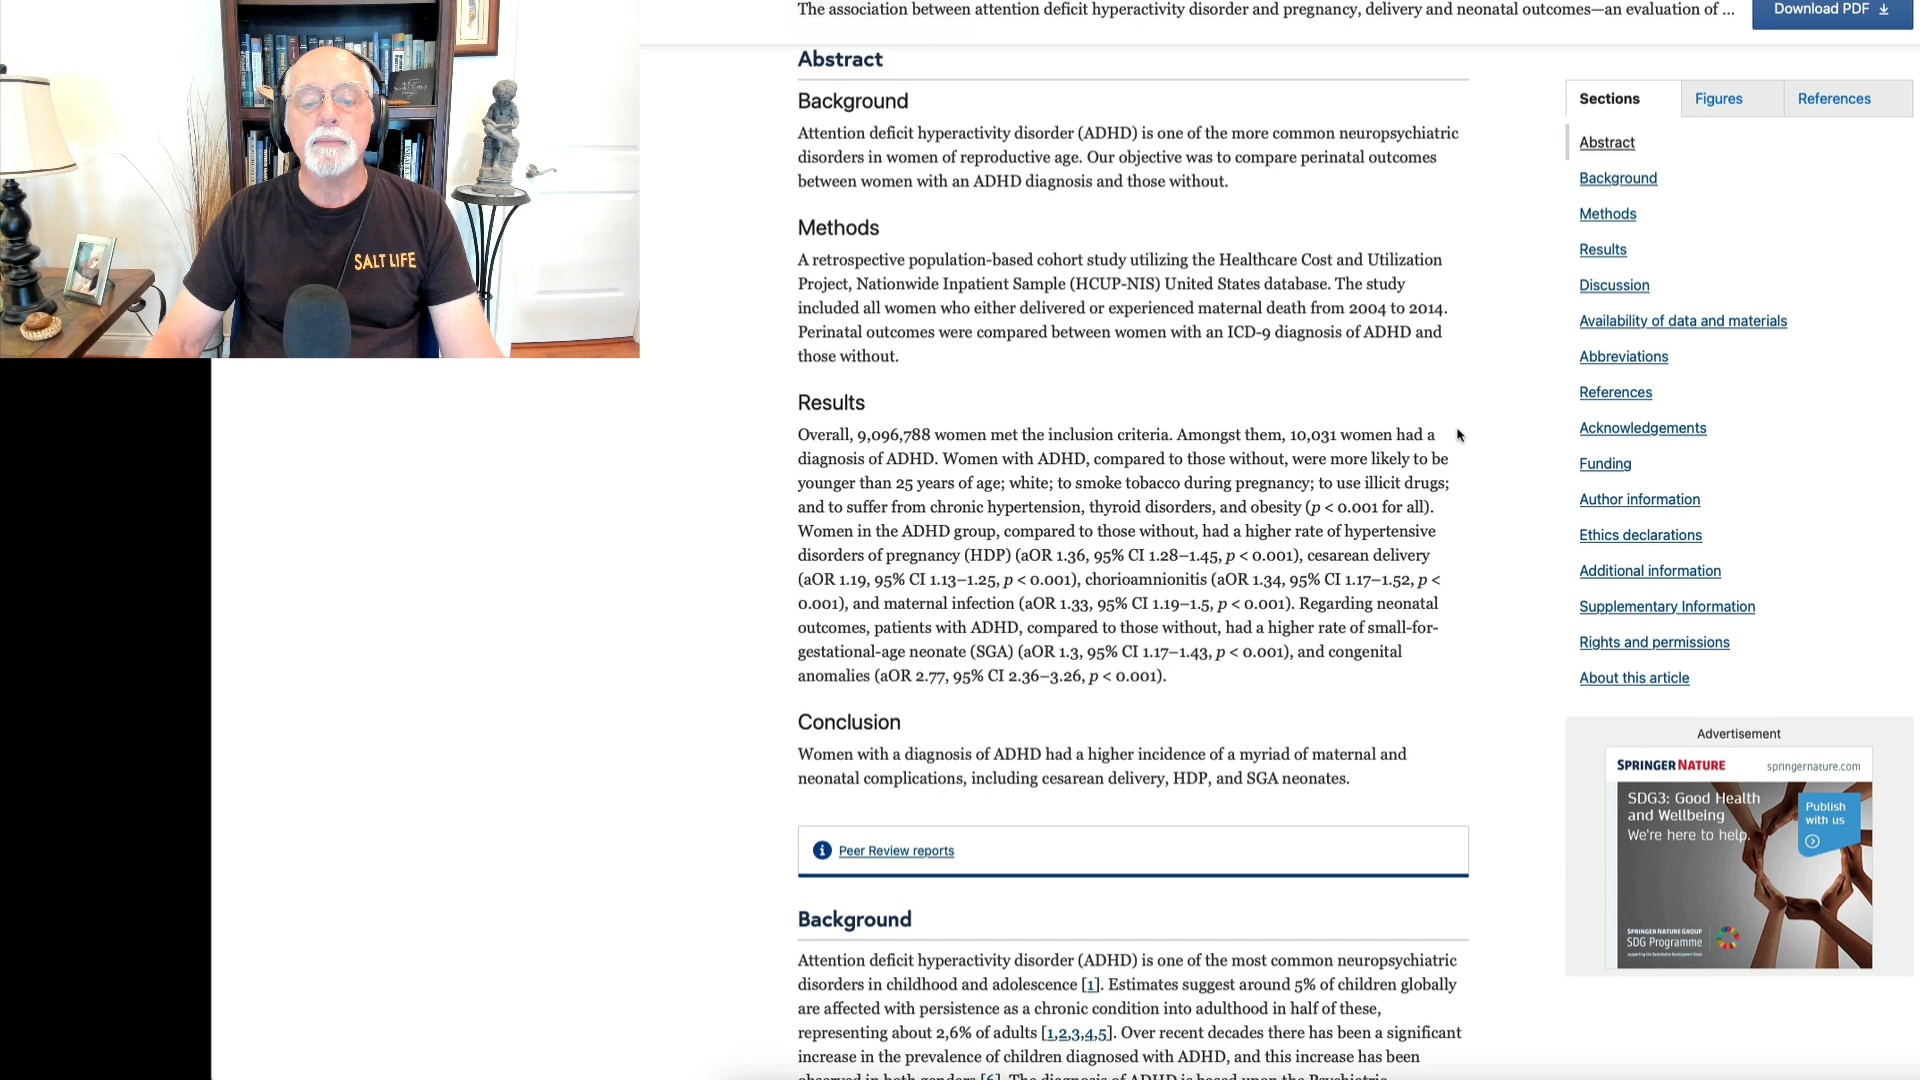 The association between attention deficit hyperactivity disorder and pregnancy, delivery and neonatal outcomes—an evaluation of ...
Download PDF
SALT LIFE
Abstract
Background
Attention deficit hyperactivity disorder (ADHD) is one of the more common neuropsychiatric
disorders in women of reproductive age. Our objective was to compare perinatal outcomes
between women with an ADHD diagnosis and those without.
Methods
A retrospective population-based cohort study utilizing the Healthcare Cost and Utilization
Project, Nationwide Inpatient Sample (HCUP-NIS) United States database. The study
included all women who either delivered or experienced maternal death from 2004 to 2014.
Perinatal outcomes were compared between women with an ICD-9 diagnosis of ADHD and
those without.
Results
Overall, 9,096,788 women met the inclusion criteria. Amongst them, 10,031 women had a
diagnosis of ADHD. Women with ADHD, compared to those without, were more likely to be
younger than 25 years of age; white; to smoke tobacco during pregnancy; to use illicit drugs;
and to suffer from chronic hypertension, thyroid disorders, and obesity (p < 0.001 for all).
Women in the ADHD group, compared to those without, had a higher rate of hypertensive
disorders of pregnancy (HDP) (aOR 1.36, 95% CI 1.28–1.45, p < 0.001), cesarean delivery
(aOR 1.19, 95% CI 1.13–1.25, p < 0.001), chorioamnionitis (aOR 1.34, 95% CI 1.17–1.52, p <
0.001), and maternal infection (aOR 1.33, 95% CI 1.19–1.5, p < 0.001). Regarding neonatal
outcomes, patients with ADHD, compared to those without, had a higher rate of small-for-
gestational-age neonate (SGA) (aOR 1.3, 95% CI 1.17–1.43, p < 0.001), and congenital
anomalies (aOR 2.77, 95% CI 2.36–3.26, p < 0.001).
Conclusion
Women with a diagnosis of ADHD had a higher incidence of a myriad of maternal and
neonatal complications, including cesarean delivery, HDP, and SGA neonates.
Peer Review reports
Background
Attention deficit hyperactivity disorder (ADHD) is one of the most common neuropsychiatric
disorders in childhood and adolescence [1]. Estimates suggest around 5% of children globally
are affected with persistence as a chronic condition into adulthood in half of these,
representing about 2,6% of adults [1,2,3,4,5]. Over recent decades there has been a significant
increase in the prevalence of children diagnosed with ADHD, and this increase has been
observed in both genders [6]. The diagnosis of ADHD is based upon the Psychiatric
Sections
Figures
References
Abstract
Background
Methods
Results
Discussion
Availability of data and materials
Abbreviations
References
Acknowledgements
Funding
Author information
Ethics declarations
Additional information
Supplementary Information
Rights and permissions
About this article
Advertisement
SPRINGER NATURE
springernature.com
SDG3: Good Health
and Wellbeing
We're here to help.
Publish
with us
SPRINGER NATURE GROUP
SDG Programme